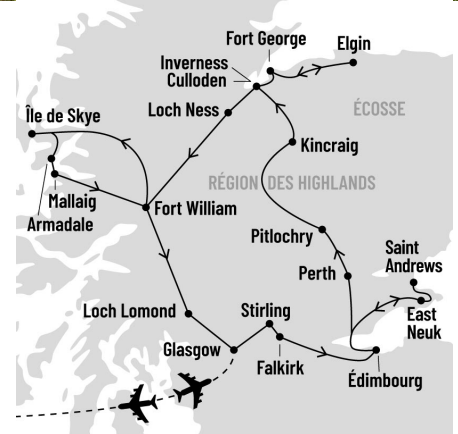 Fort George
Elgin
Inverness
Culloden
Loch Ness
ÉCOSSE
Île de Skye
Kincraig
RÉGION DES HIGHLANDS
Mallaig
Armadale
Fort William
Pitlochry
Saint
Andrews
Perth
Loch Lomond
Stirling
East
Neuk
Glasgow
Falkirk
Édimbourg